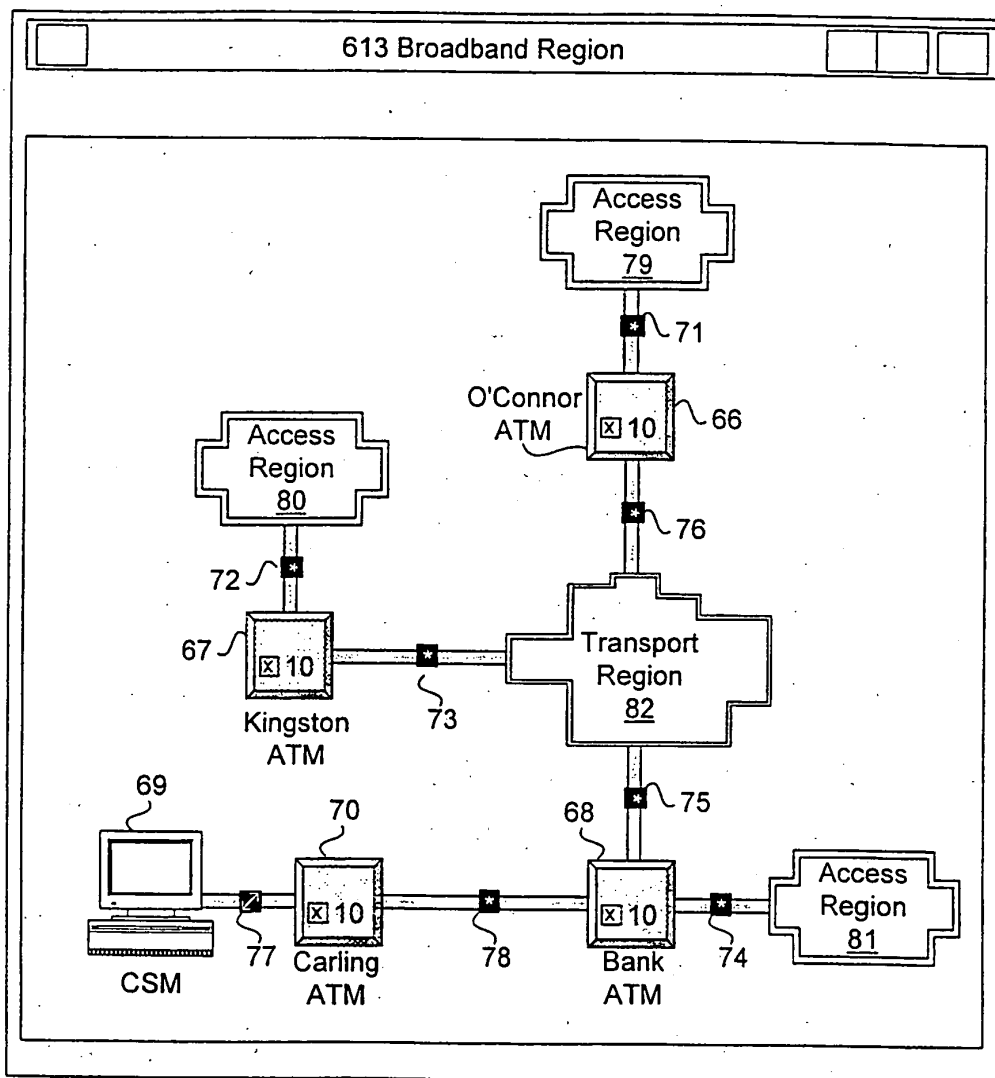 613 Broadband Region
Access
Region
79
71
O'Connor
ATM
x 10
66
Access
Region
80
76
72
67
x 10
Transport
Region
82
73
Kingston
ATM
69
70
68
75
x 10
x 10
Access
Region
81
77
78
74
CSM
Carling
ATM
Bank
ATM